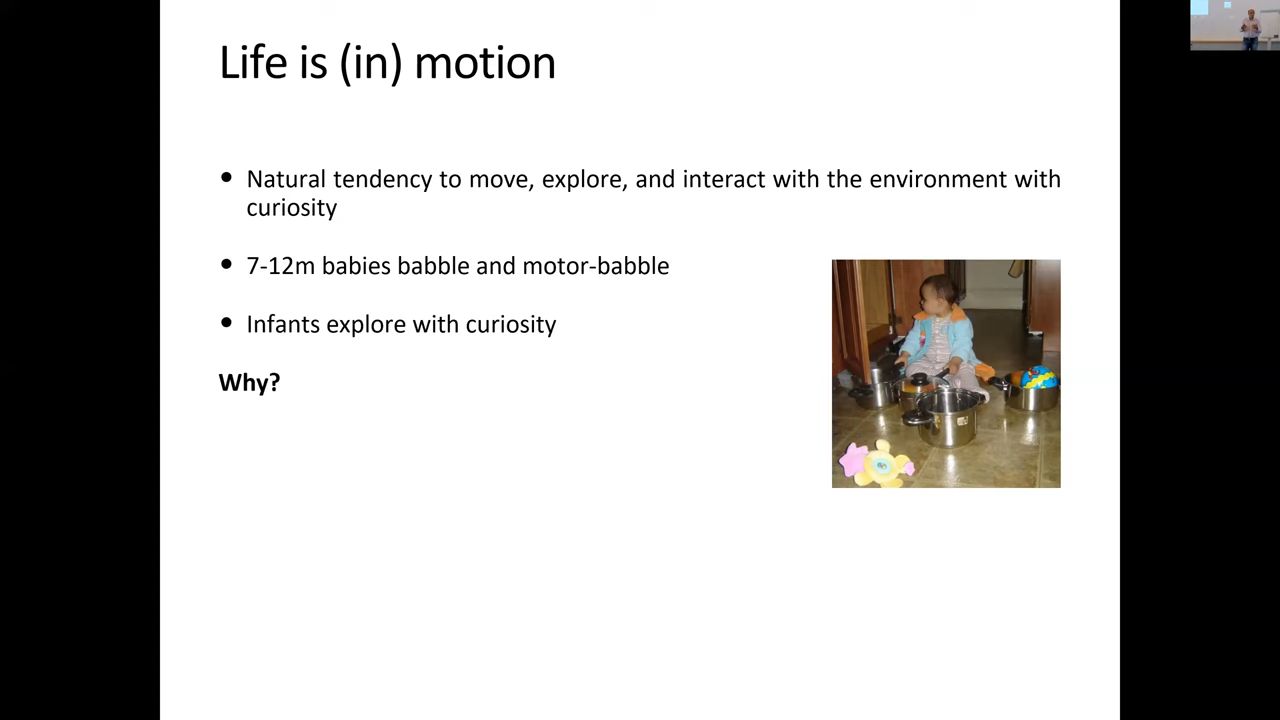 Life is (in) motion
• Natural tendency to move, explore, and interact with the environment with
curiosity
• 7-12m babies babble and motor-babble
• Infants explore with curiosity
Why?